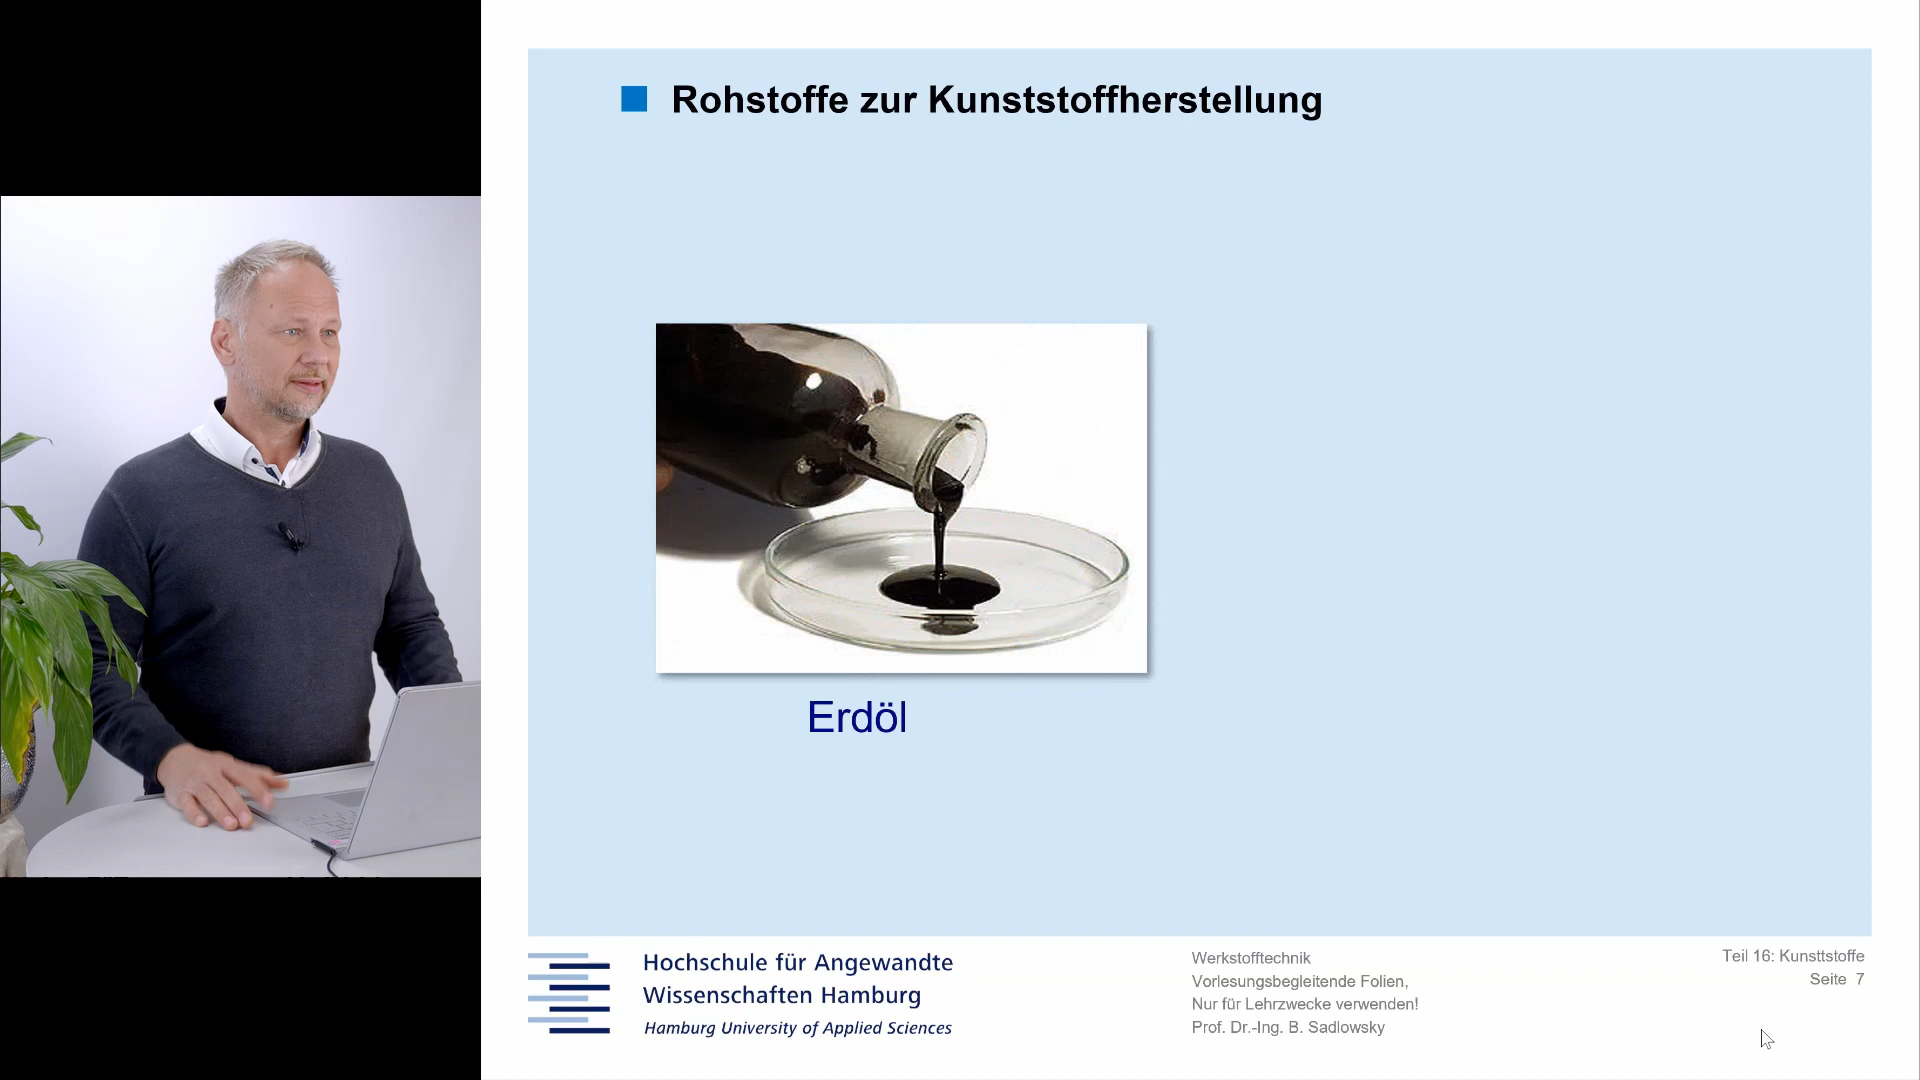 Rohstoffe zur Kunststoffherstellung
Erdöl
Hochschule für Angewandte
Wissenschaften Hamburg
Hamburg University of Applied Sciences
Werkstofftechnik
Vorlesungsbegleitende Folien,
Nur für Lehrzwecke verwenden!
Prof. Dr.-Ing. B. Sadlowsky
Teil 16: Kunsttstoffe
Seite 7